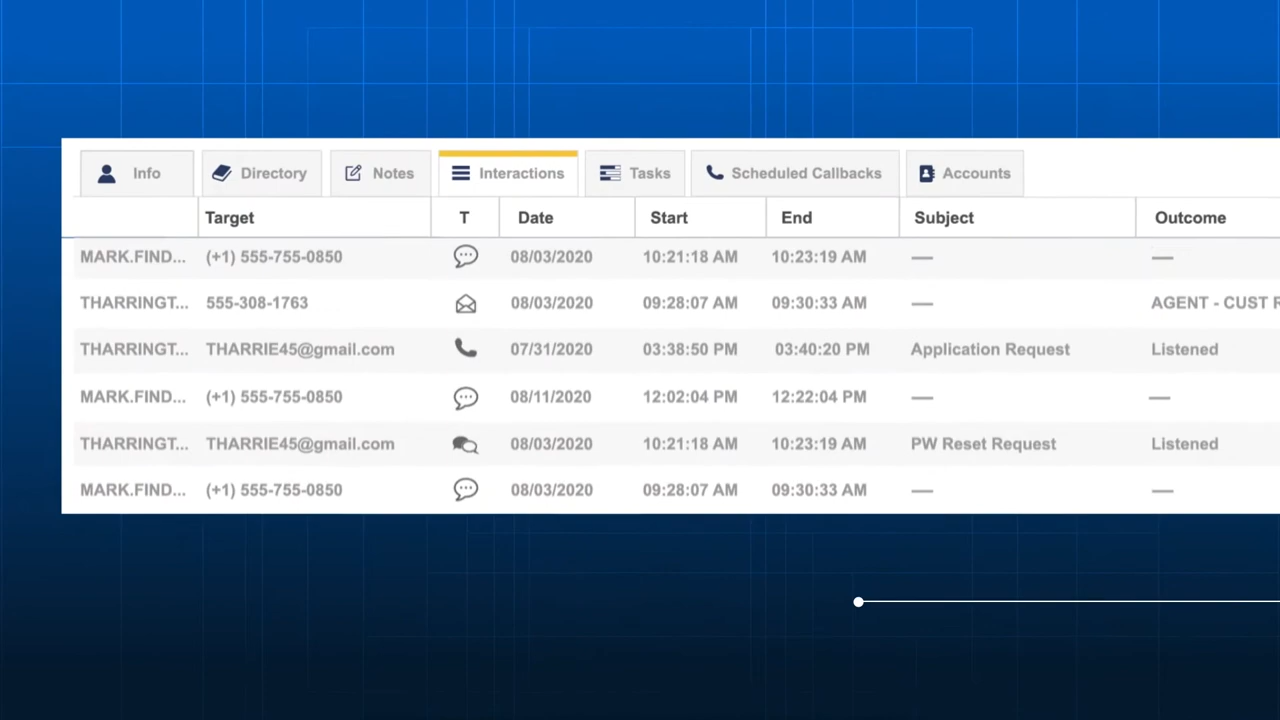 Info Directory Notes Interactions Tasks Scheduled Callbacks Accounts
Target T Date Start End Subject Outcome
MARK.FIND... (+1) 555-755-0850 08/03/2020 10:21:18 AM 10:23:19 AM — —
THARRINGT... 555-308-1763 08/03/2020 09:28:07 AM 09:30:33 AM — AGENT - CUST R
THARRINGT... THARRIE45@gmail.com 07/31/2020 03:38:50 PM 03:40:20 PM Application Request Listened
MARK.FIND... (+1) 555-755-0850 08/11/2020 12:02:04 PM 12:22:04 PM — —
THARRINGT... THARRIE45@gmail.com 08/03/2020 10:21:18 AM 10:23:19 AM PW Reset Request Listened
MARK.FIND... (+1) 555-755-0850 08/03/2020 09:28:07 AM 09:30:33 AM — —